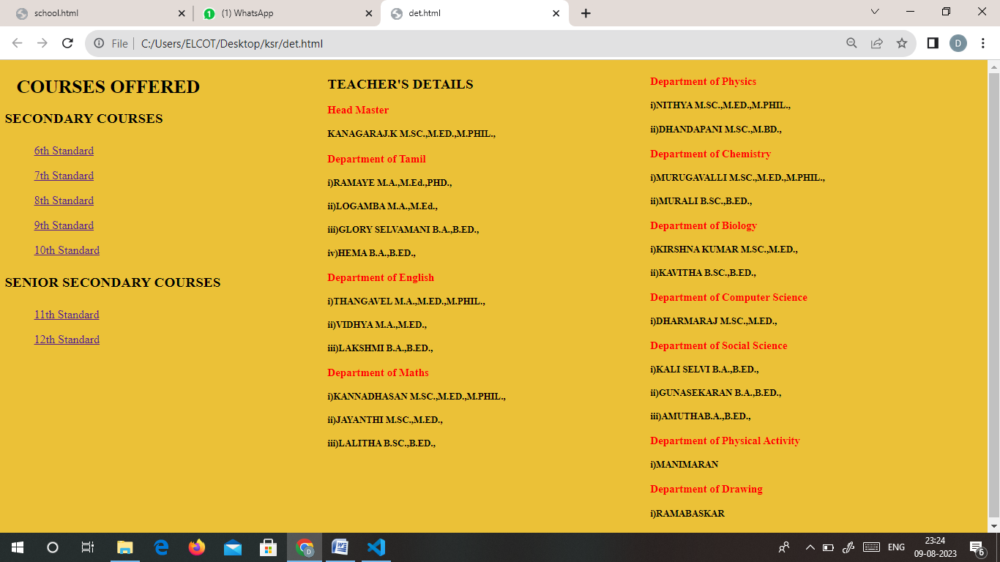 school.html
(1) WhatsApp
det.html
File
C:/Users/ELCOT/Desktop/ksr/det.html
D
COURSES OFFERED
SECONDARY COURSES
6th Standard
7th Standard
8th Standard
9th Standard
10th Standard
SENIOR SECONDARY COURSES
11th Standard
12th Standard
TEACHER'S DETAILS
Head Master
KANAGARAJ.K M.SC.,M.ED.,M.PHIL.,
Department of Tamil
i)RAMAYE M.A.,M.Ed.,PHD.,
ii)LOGAMBA M.A.,M.Ed.,
iii)GLORY SELVAMANI B.A.,B.ED.,
iv)HEMA B.A.,B.ED.,
Department of English
i)THANGAVEL M.A.,M.ED.,M.PHIL.,
ii)VIDHYA M.A.,M.ED.,
iii)LAKSHMI B.A.,B.ED.,
Department of Maths
i)KANNADHASAN M.SC.,M.ED.,M.PHIL.,
ii)JAYANTHI M.SC.,M.ED.,
iii)LALITHA B.SC.,B.ED.,
Department of Physics
i)NITHYA M.SC.,M.ED.,M.PHIL.,
ii)DHANDAPANI M.SC.,M.BD.,
Department of Chemistry
i)MURUGAVALLI M.SC.,M.ED.,M.PHIL.,
ii)MURALI B.SC.,B.ED.,
Department of Biology
i)KIRSHNA KUMAR M.SC.,M.ED.,
ii)KAVITHA B.SC.,B.ED.,
Department of Computer Science
i)DHARMARAJ M.SC.,M.ED.,
Department of Social Science
i)KALI SELVI B.A.,B.ED.,
ii)GUNASEKARAN B.A.,B.ED.,
iii)AMUTHAB.A.,B.ED.,
Department of Physical Activity
i)MANIMARAN
Department of Drawing
i)RAMABASKAR
ENG
23:24
09-08-2023
6